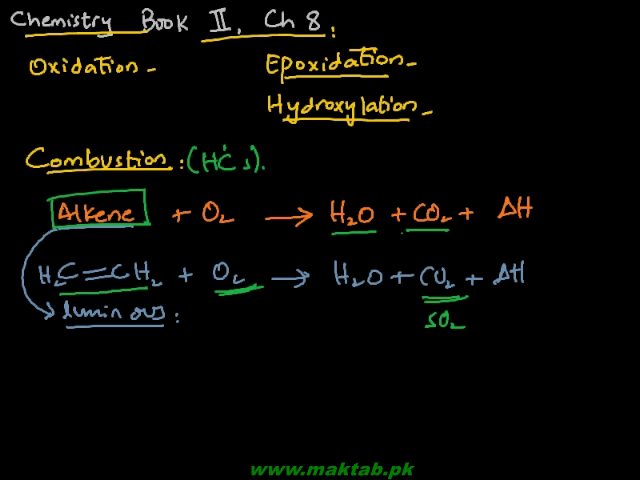 Chemistry Book II, Ch 8:
Oxidation - Epoxidation -
Hydroxylation -
Combustion: (HC's).
Alkene + O₂ → H₂O + CO₂ + ΔH
H₂C=CH₂ + O₂ → H₂O + CO₂ + ΔH
luminous: SO₂
www.maktab.pk